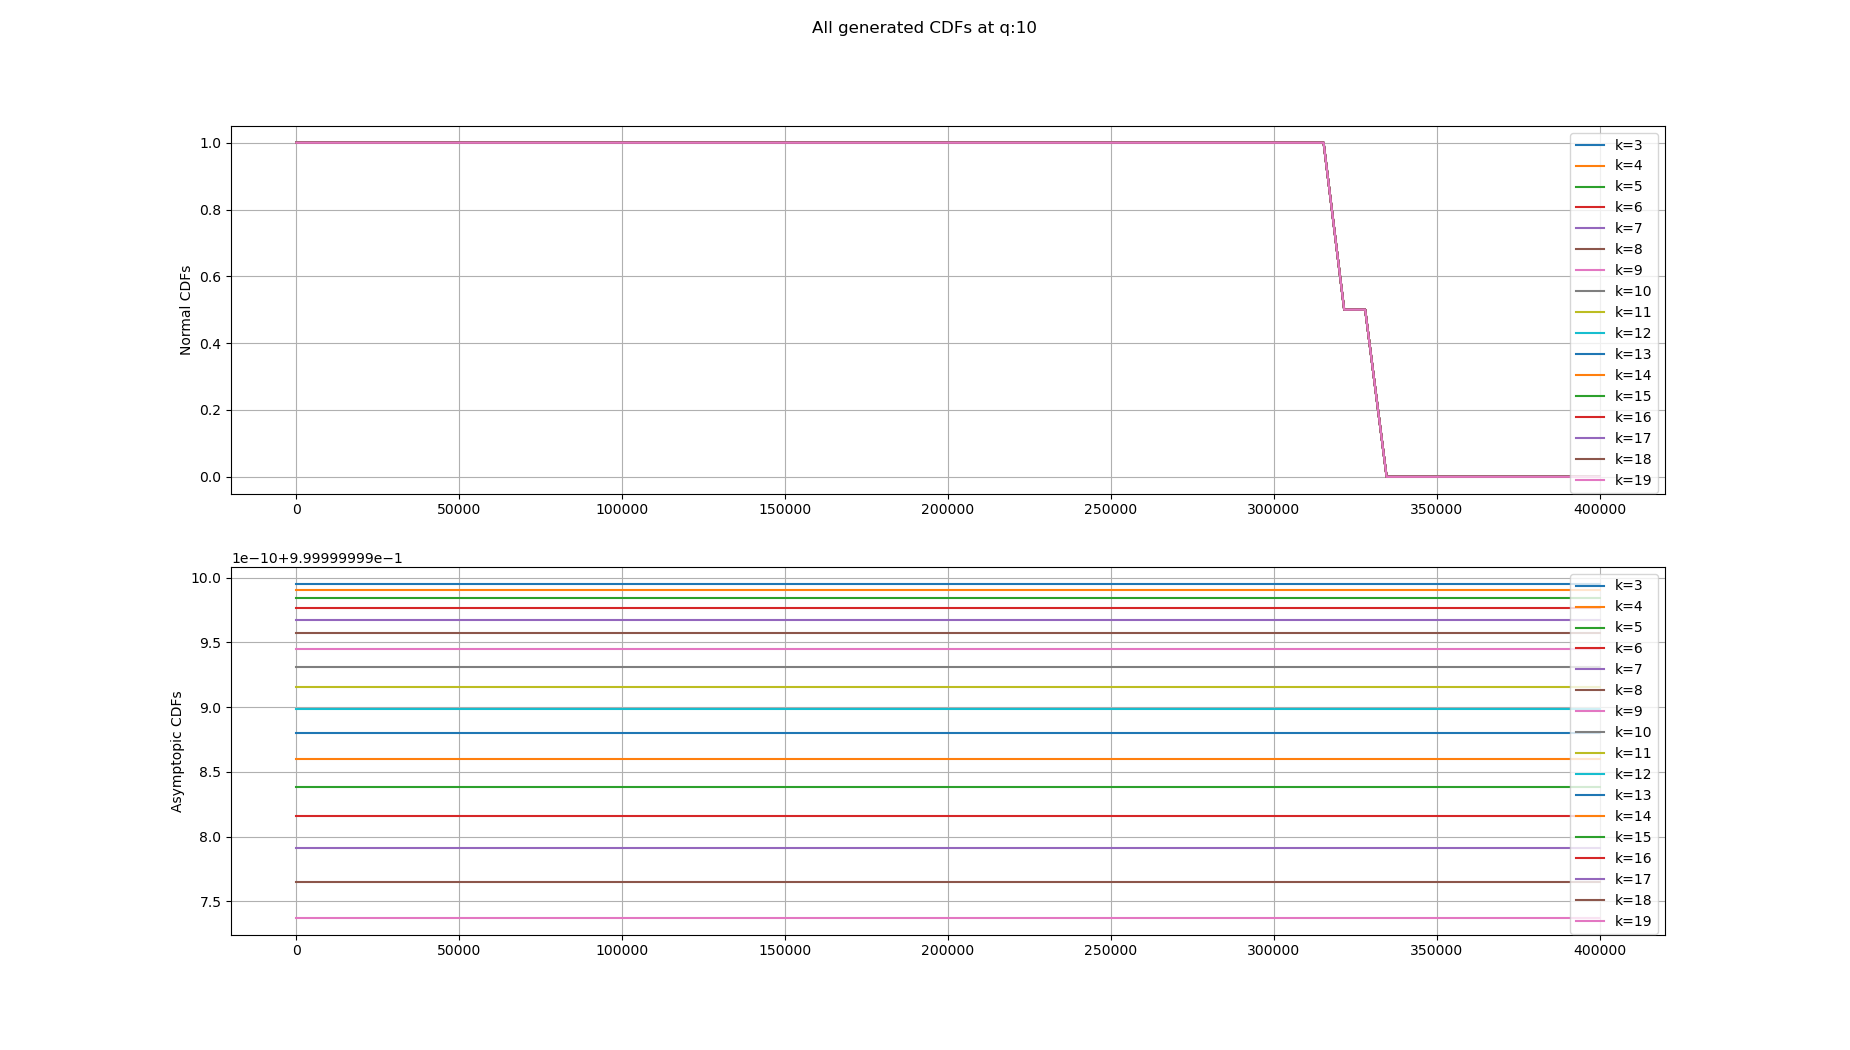 All generated CDFs at q:10
Normal CDFs
1.0
0.8
0.6
0.4
0.2
0.0
0 50000 100000 150000 200000 250000 300000 350000 400000
k=3
k=4
k=5
k=6
k=7
k=8
k=9
k=10
k=11
k=12
k=13
k=14
k=15
k=16
k=17
k=18
k=19
1e−10+9.99999999e−1
Asymptopic CDFs
10.0
9.5
9.0
8.5
8.0
7.5
0 50000 100000 150000 200000 250000 300000 350000 400000
k=3
k=4
k=5
k=6
k=7
k=8
k=9
k=10
k=11
k=12
k=13
k=14
k=15
k=16
k=17
k=18
k=19